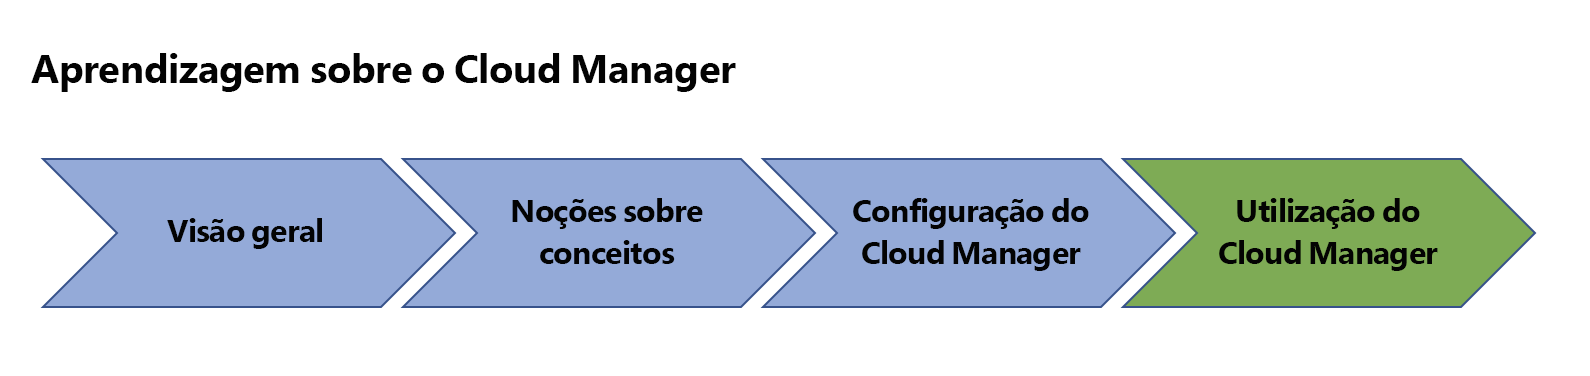 Aprendizagem sobre o Cloud Manager
Visão geral
Noções sobre
conceitos
Configuração do
Cloud Manager
Utilização do
Cloud Manager